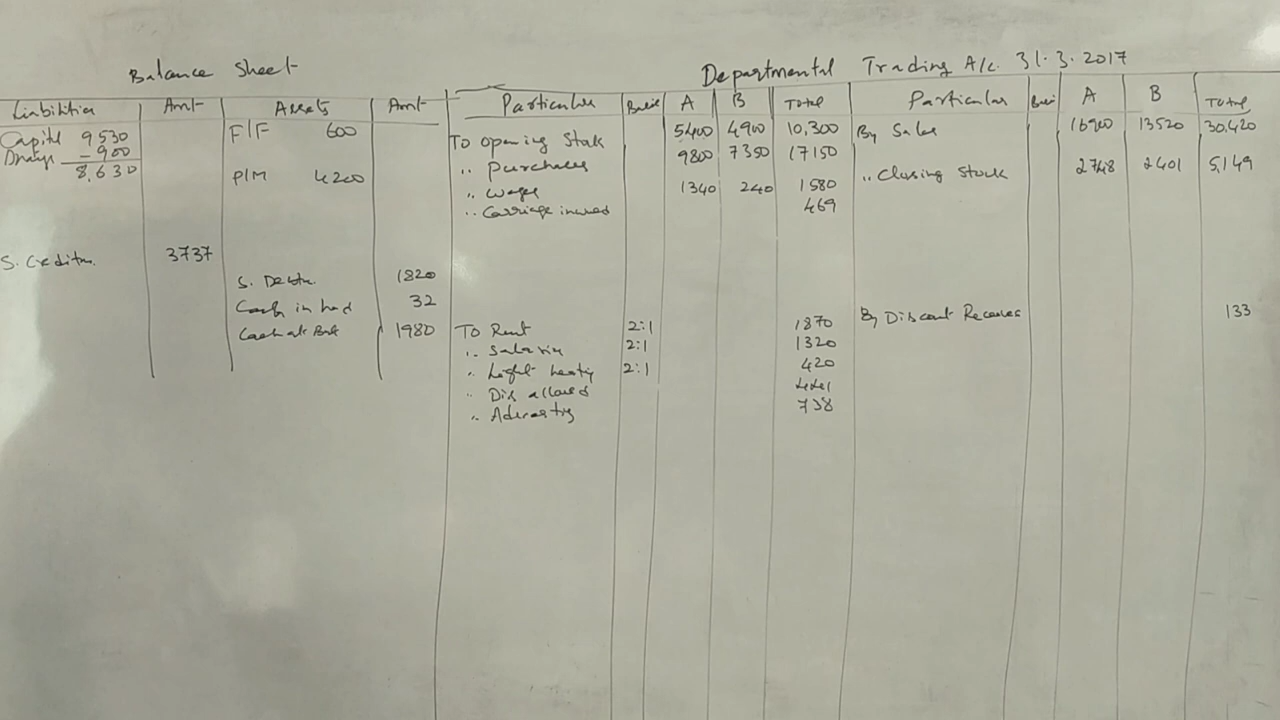 Balance Sheet
Liabilities Amt Assets Amt
Capital 9530 F/F 600
Drawgs - 900
8,630 P/M 4200
S. Creditors 3737
S. Debtors 1820
Cash in hand 32
Cash at Bank 1980
Departmental Trading A/c. 31.3.2017
Particulars Basis A B Total Particulars Basis A B Total
To opening Stock 5400 4900 10,300 By Sales 16900 13520 30,420
.. purchases 9800 7350 17150
.. wages 1340 240 1580 .. Closing Stock 2748 2401 5,149
.. Carriage inward 469
To Rent 2:1 1870 By Discount Received 133
.. Salaries 2:1 1320
.. Light heatg 2:1 420
.. Dis allowed 441
.. Advertg 738